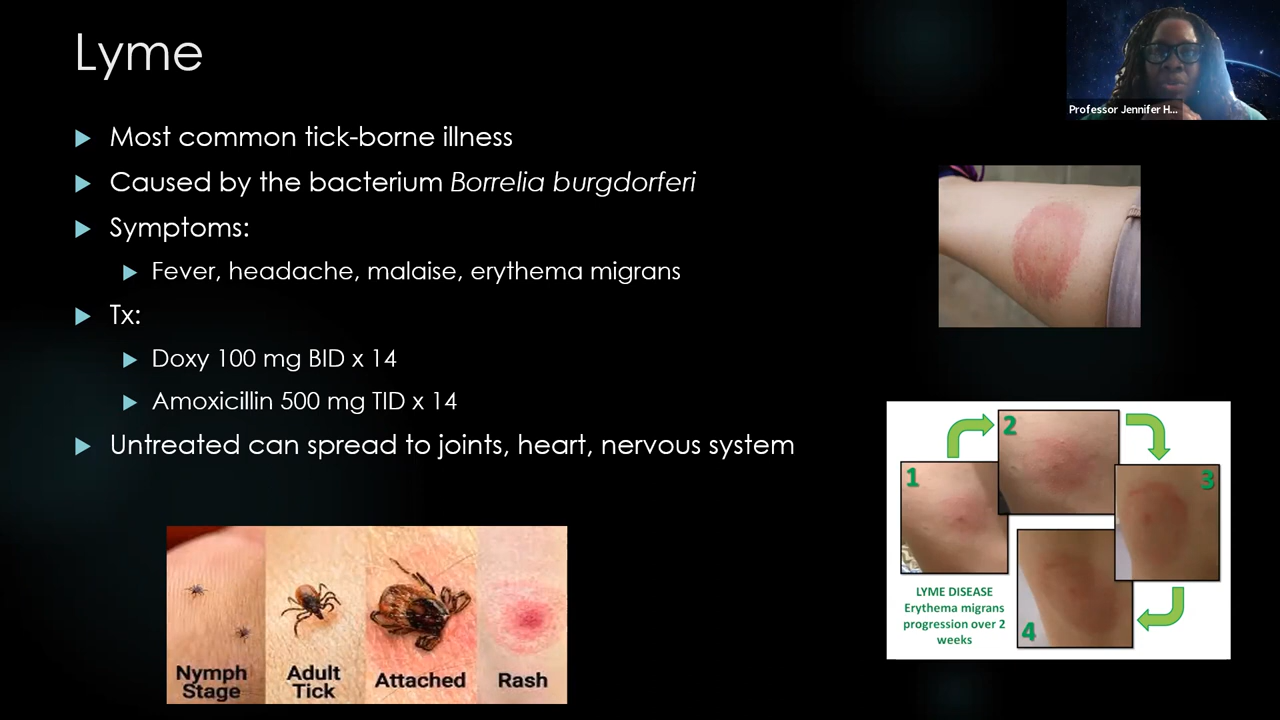 Lyme
Professor Jennifer H...
Most common tick-borne illness
Caused by the bacterium Borrelia burgdorferi
Symptoms:
Fever, headache, malaise, erythema migrans
Tx:
Doxy 100 mg BID x 14
Amoxicillin 500 mg TID x 14
Untreated can spread to joints, heart, nervous system
1
2
3
4
LYME DISEASE
Erythema migrans
progression over 2
weeks
Nymph
Stage
Adult
Tick
Attached
Rash